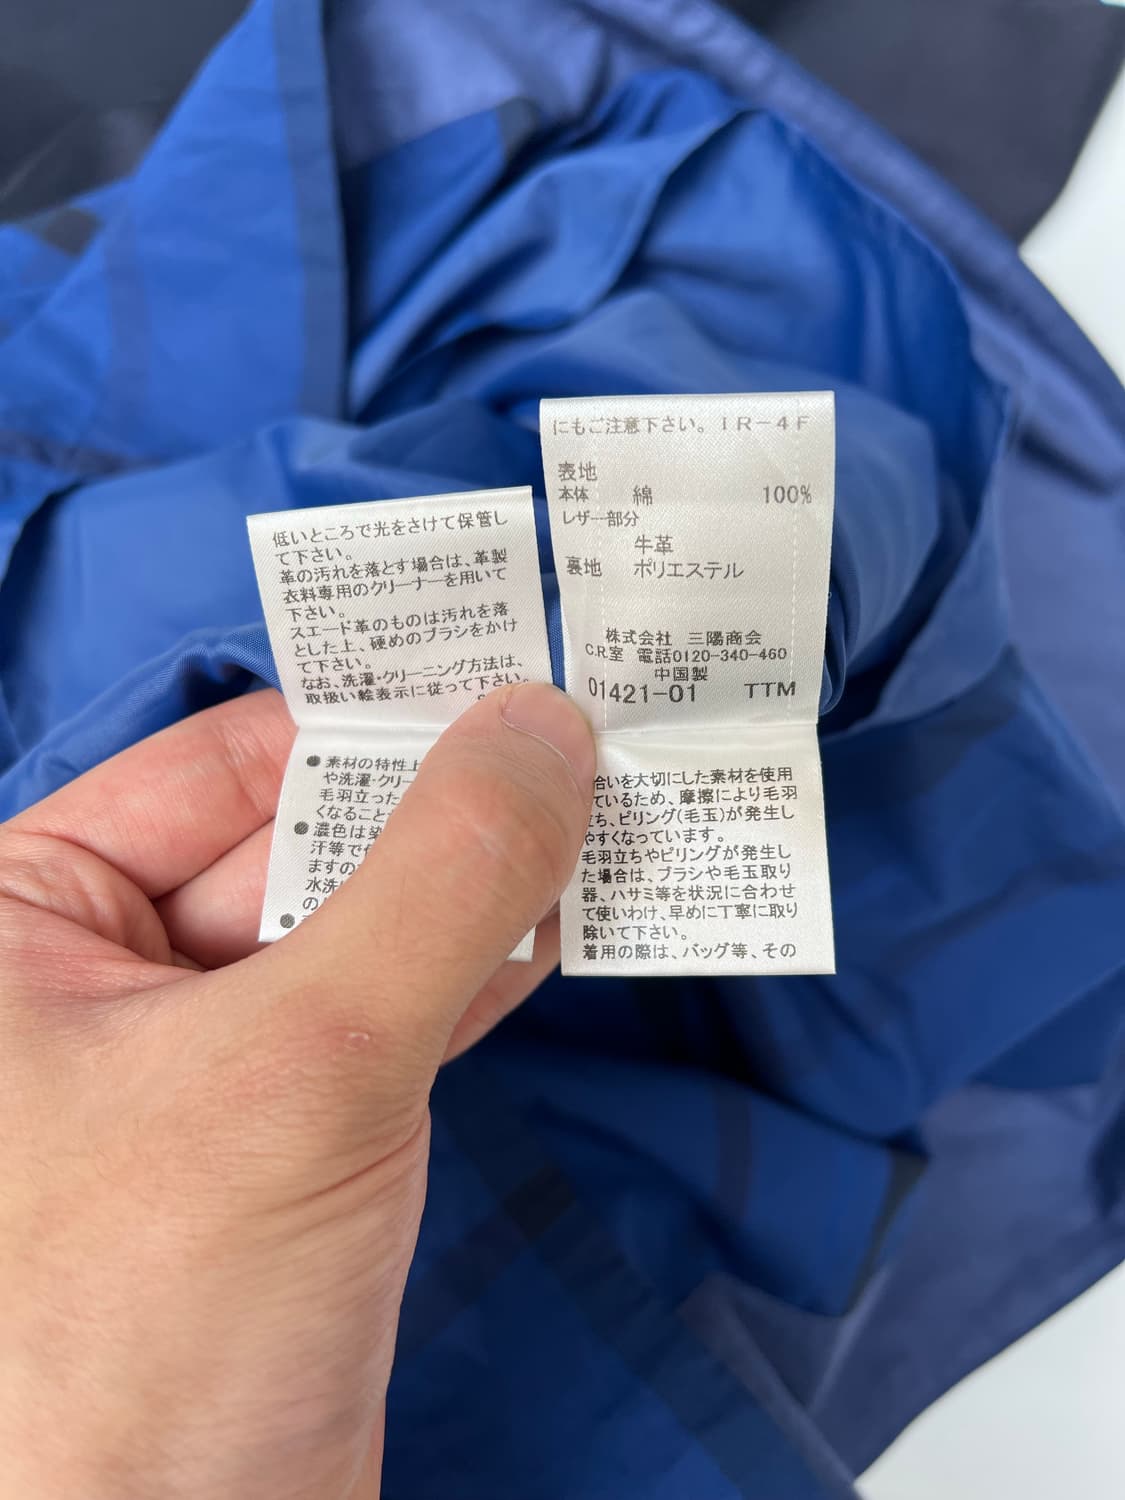 低いところで光をさけて保管し
て下さい。
革の汚れを落とす場合は、革製
衣料専用のクリーナーを用いて
下さい。
スエード革のものは汚れを落
とした上、硬めのブラシをかけ
て下さい。
なお、洗濯・クリーニング方法は、
取扱い絵表示に従って下さい。
● 素材の特性上
や洗濯・クリー
毛羽立った
くなること
● 濃色は染
汗等で
ますの
水洗
の
●
にもご注意下さい。IR-4F
表地
本体 綿 100%
レザー部分
牛革
裏地 ポリエステル
株式会社 三陽商会
C.R.室 電話0120-340-460
中国製
01421-01 TTM
合いを大切にした素材を使用
ているため、摩擦により毛羽
立ち、ピリング(毛玉)が発生し
やすくなっています。
毛羽立ちやピリングが発生し
た場合は、ブラシや毛玉取り
器、ハサミ等を状況に合わせ
て使いわけ、早めに丁寧に取り
除いて下さい。
着用の際は、バッグ等、その